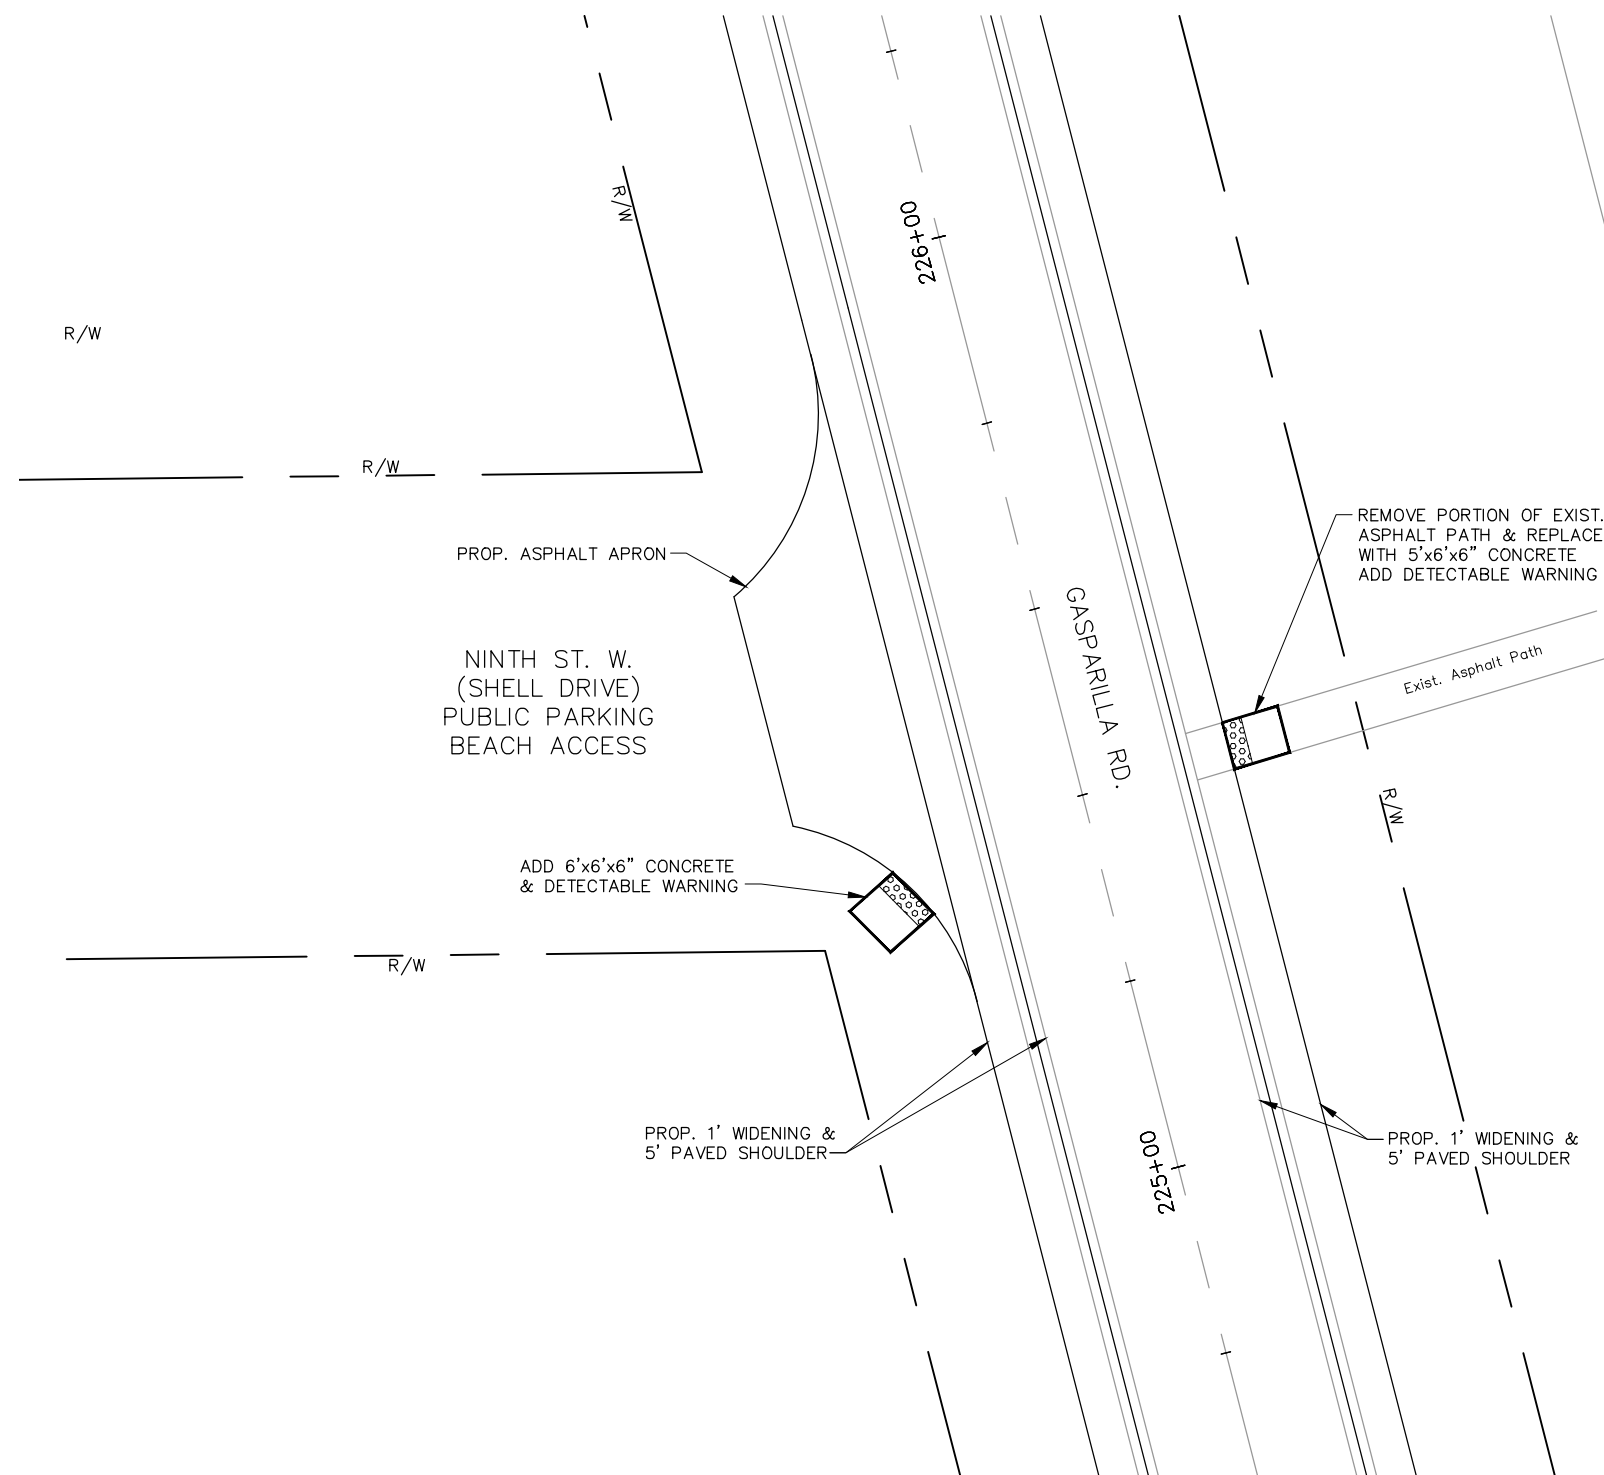 R/W
226+00
R/W
R/W
PROP. ASPHALT APRON
REMOVE PORTION OF EXIST.
ASPHALT PATH & REPLACE
WITH 5'x6'x6" CONCRETE
ADD DETECTABLE WARNING
GASPARILLA RD.
NINTH ST. W.
(SHELL DRIVE)
PUBLIC PARKING
BEACH ACCESS
Exist. Asphalt Path
R/W
ADD 6'x6'x6" CONCRETE
& DETECTABLE WARNING
R/W
PROP. 1' WIDENING &
5' PAVED SHOULDER
225+00
PROP. 1' WIDENING &
5' PAVED SHOULDER